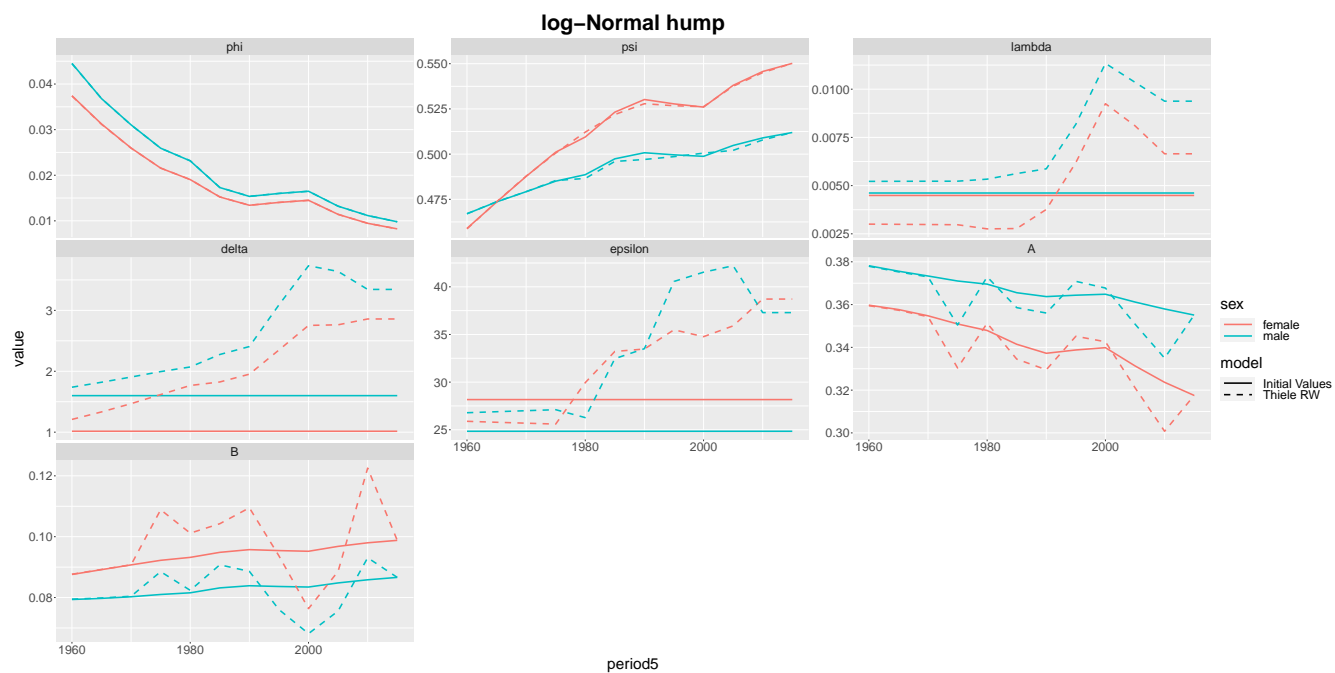 log−Normal hump
phi
psi
lambda
0.04
0.03
0.02
0.01
0.550
0.525
0.500
0.475
0.0100
0.0075
0.0050
0.0025
delta
epsilon
A
3
2
1
40
35
30
25
1960
1980
2000
0.38
0.36
0.34
0.32
0.30
1960
1980
2000
B
0.12
0.10
0.08
1960
1980
2000
value
period5
sex
female
male
model
Initial Values
Thiele RW